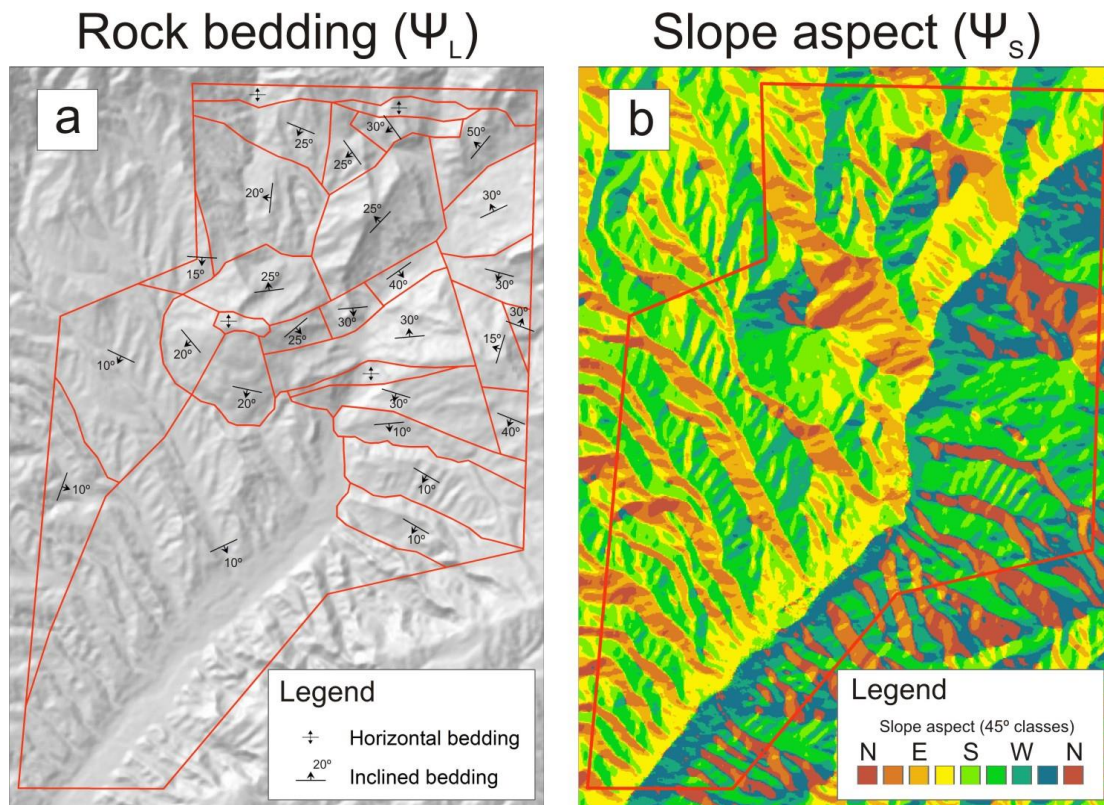 Rock bedding (Ψ_L)
Slope aspect (Ψ_S)
a
30º
50º
25º
25º
20º
30º
25º
15º
25º
40º
30º
30º
25º
30º
30º
15º
20º
10º
20º
30º
10º
40º
10º
10º
10º
10º
Legend
Horizontal bedding
20º
Inclined bedding
b
Legend
Slope aspect (45º classes)
N E S W N